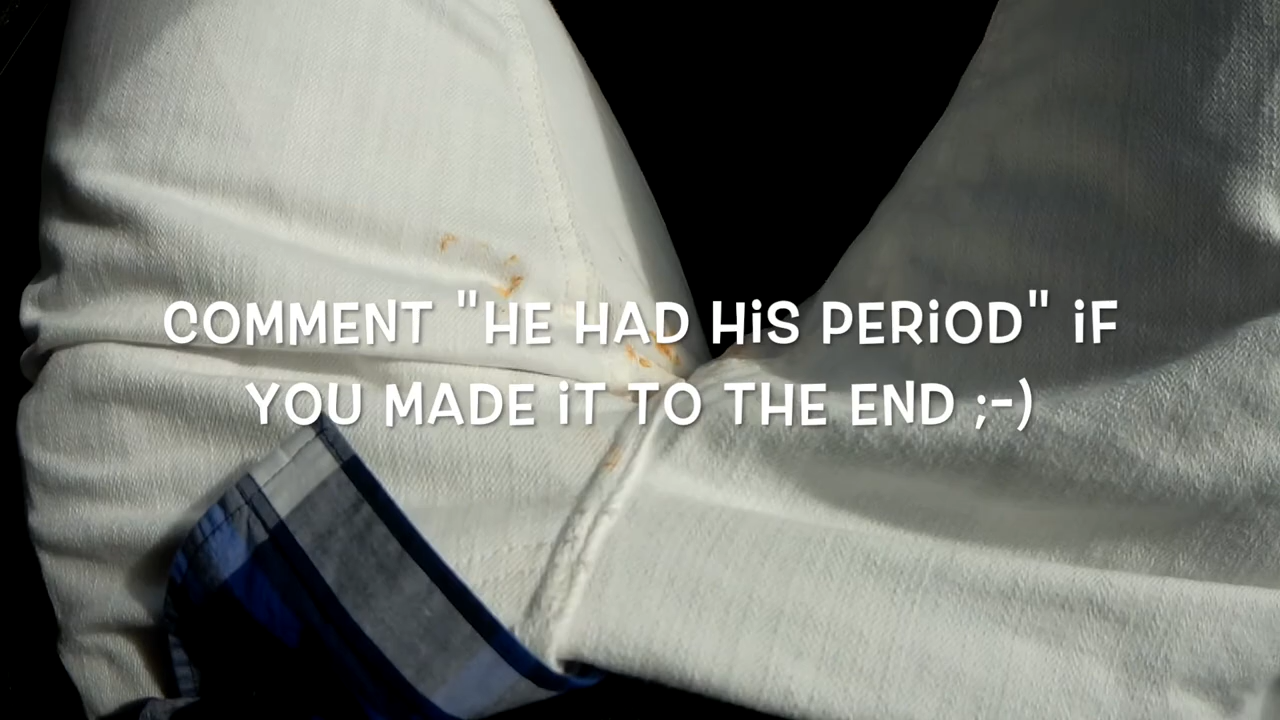 COMMENT "HE HAD HiS PERiOD" iF
YOU MADE iT TO THE END ;-)